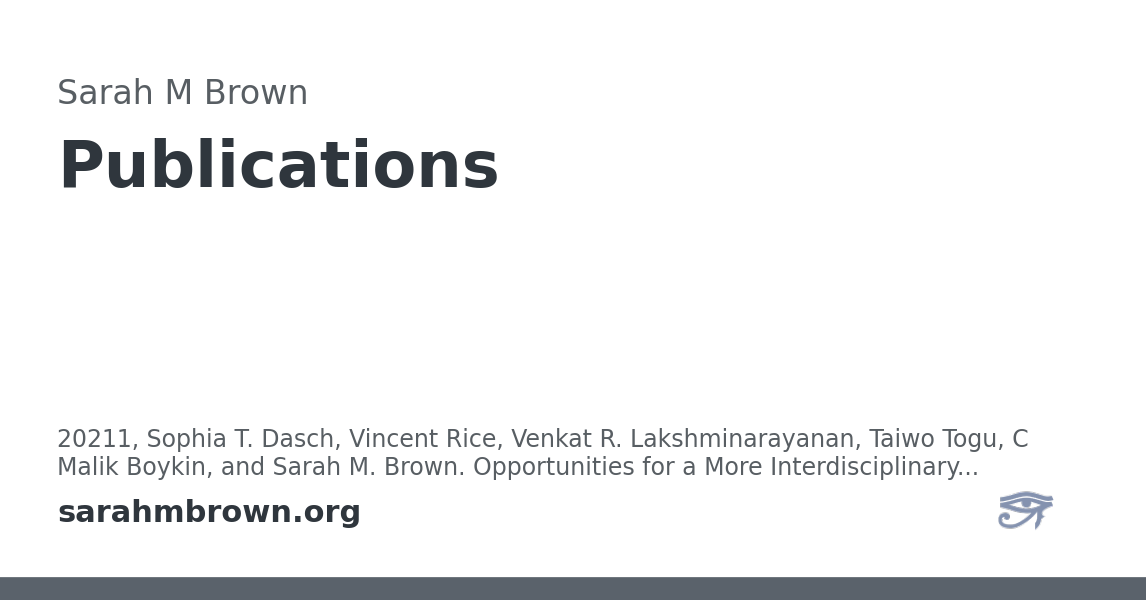 Sarah M Brown
Publications
20211, Sophia T. Dasch, Vincent Rice, Venkat R. Lakshminarayanan, Taiwo Togu, C
Malik Boykin, and Sarah M. Brown. Opportunities for a More Interdisciplinary...
sarahmbrown.org